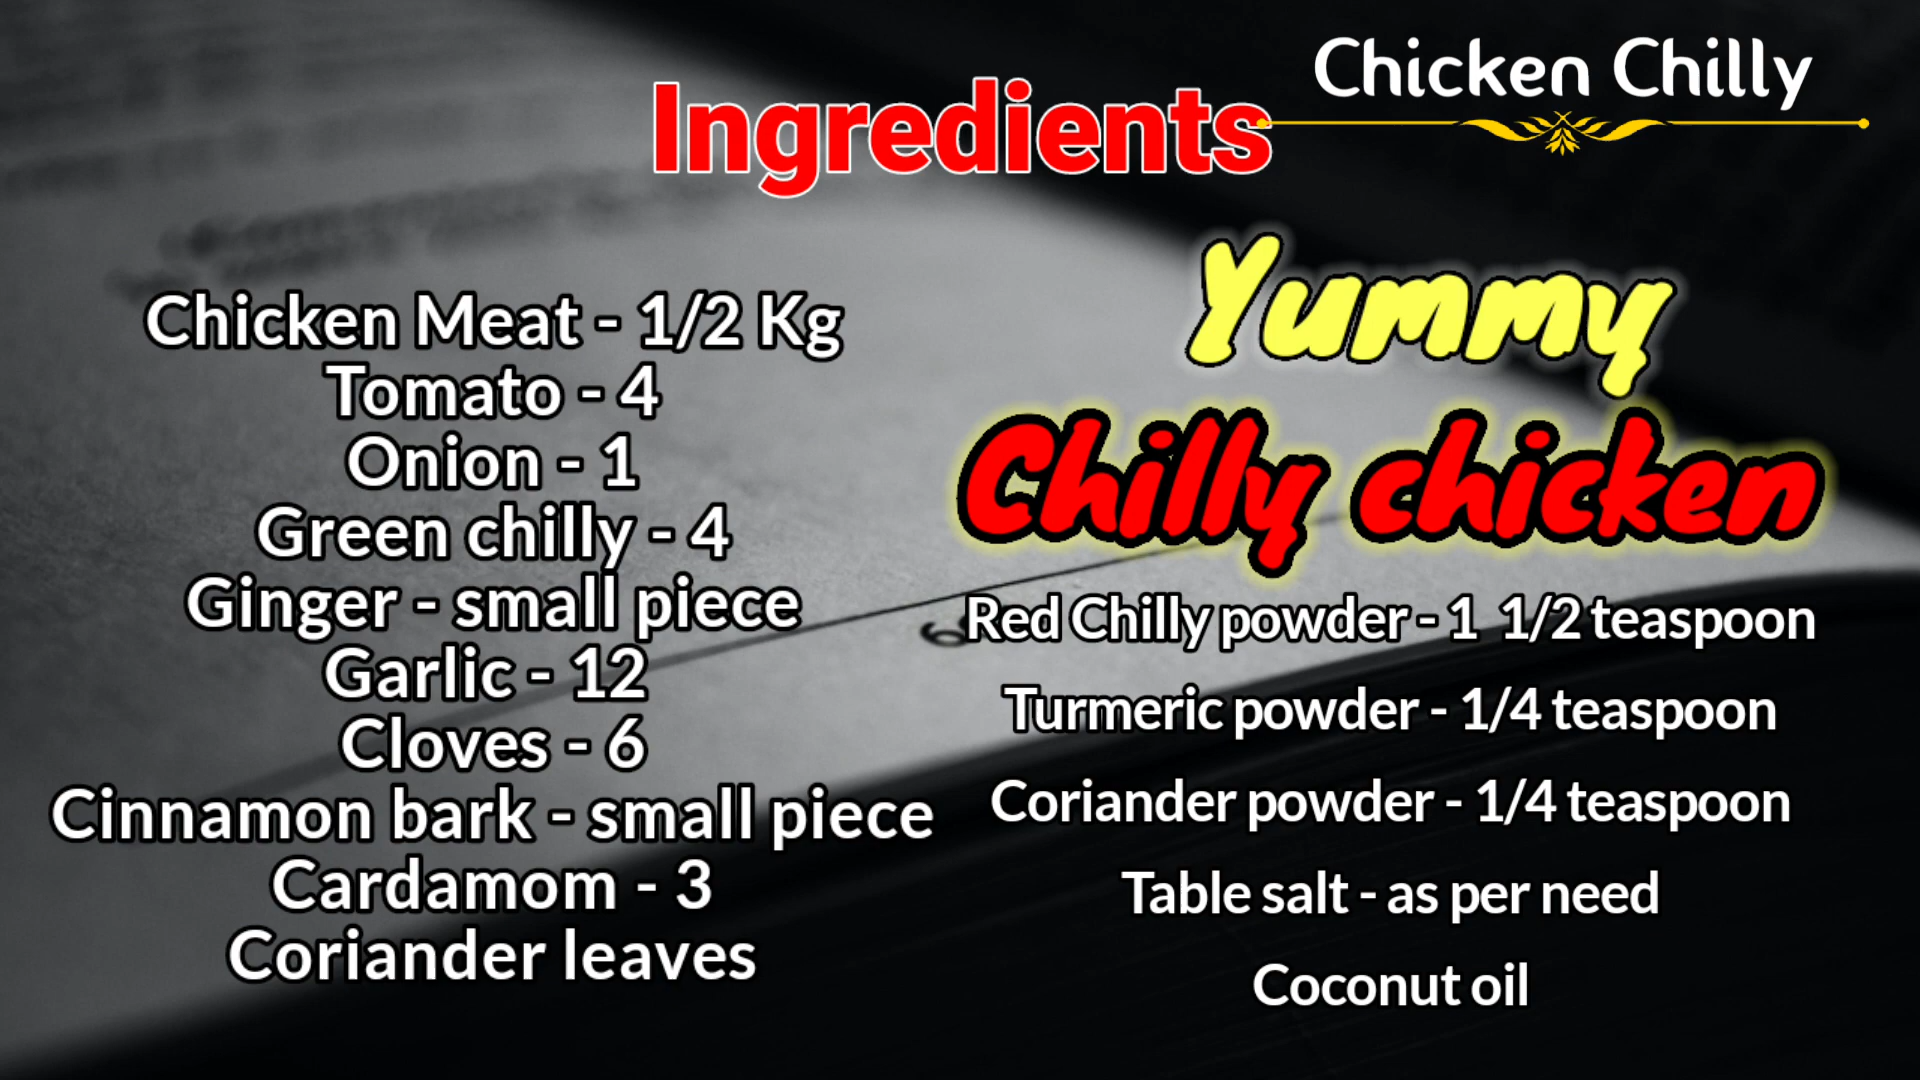 Chicken Chilly
Ingredients
Chicken Meat - 1/2 Kg
Tomato - 4
Onion - 1
Green chilly - 4
Ginger - small piece
Garlic - 12
Cloves - 6
Cinnamon bark - small piece
Cardamom - 3
Coriander leaves
Yummy
Chilly chicken
Red Chilly powder - 1 1/2 teaspoon
Turmeric powder - 1/4 teaspoon
Coriander powder - 1/4 teaspoon
Table salt - as per need
Coconut oil